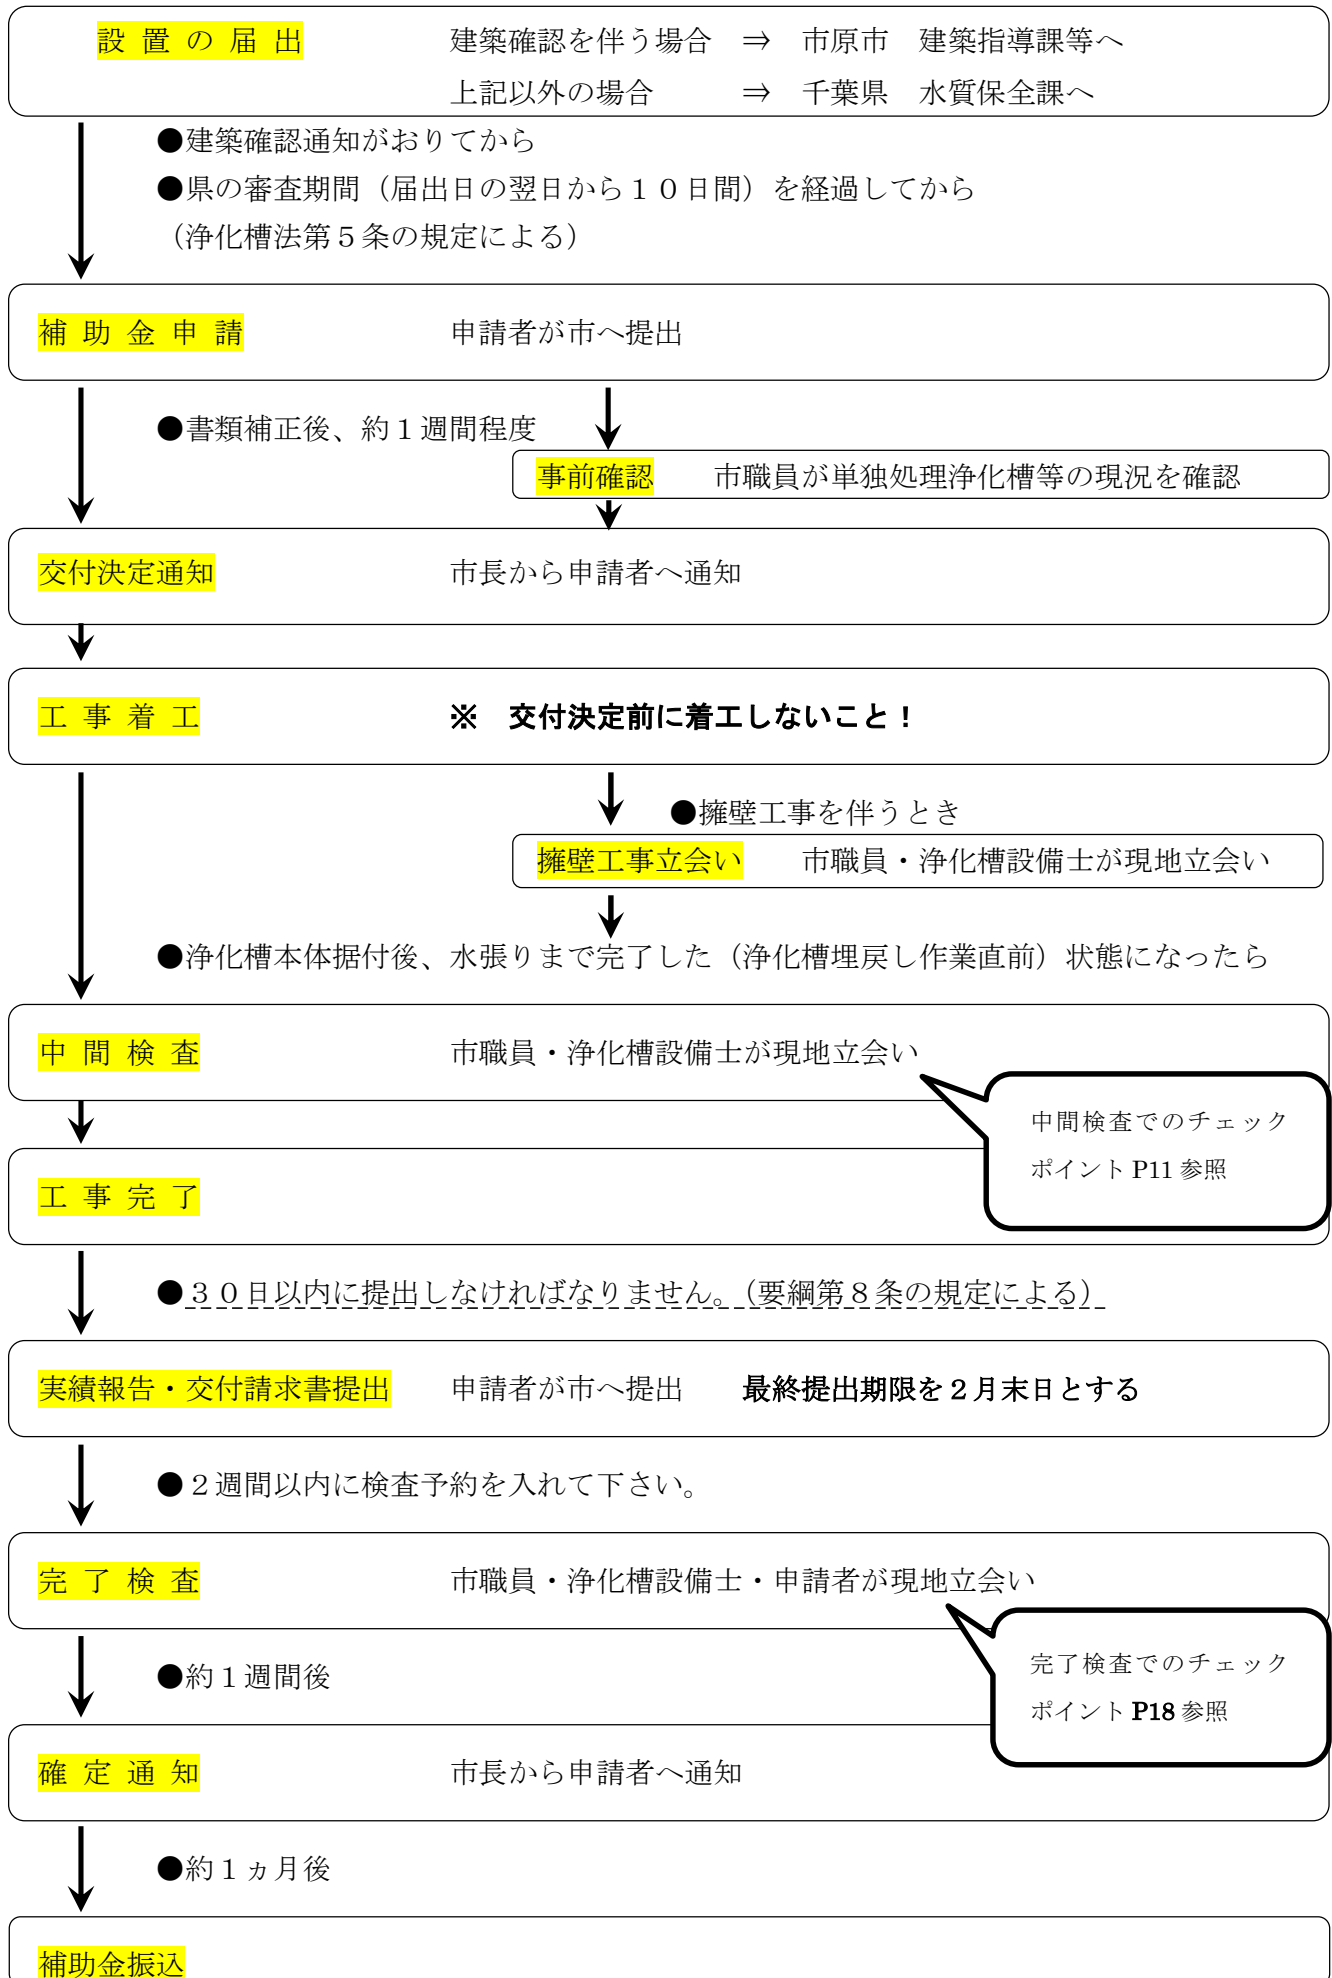 設置の届出　建築確認を伴う場合　⇒　市原市　建築指導課等へ
上記以外の場合　⇒　千葉県　水質保全課へ
●建築確認通知がおりてから
●県の審査期間（届出日の翌日から１０日間）を経過してから
（浄化槽法第５条の規定による）
補助金申請　申請者が市へ提出
●書類補正後、約１週間程度
事前確認　市職員が単独処理浄化槽等の現況を確認
交付決定通知　市長から申請者へ通知
工事着工　※　交付決定前に着工しないこと！
●擁壁工事を伴うとき
擁壁工事立会い　市職員・浄化槽設備士が現地立会い
●浄化槽本体据付後、水張りまで完了した（浄化槽埋戻し作業直前）状態になったら
中間検査　市職員・浄化槽設備士が現地立会い
中間検査でのチェック
ポイント P11 参照
工事完了
●３０日以内に提出しなければなりません。（要綱第８条の規定による）
実績報告・交付請求書提出　申請者が市へ提出　最終提出期限を２月末日とする
●２週間以内に検査予約を入れて下さい。
完了検査　市職員・浄化槽設備士・申請者が現地立会い
完了検査でのチェック
ポイント P18 参照
●約１週間後
確定通知　市長から申請者へ通知
●約１ヵ月後
補助金振込